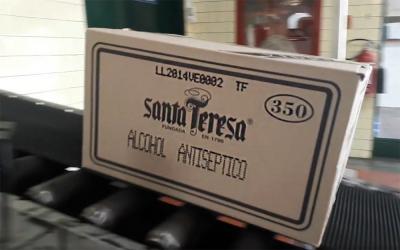 LL2014VE0002 TF
Santa Teresa®
350
FUNDADA EN 1796
ALCOHOL ANTISEPTICO